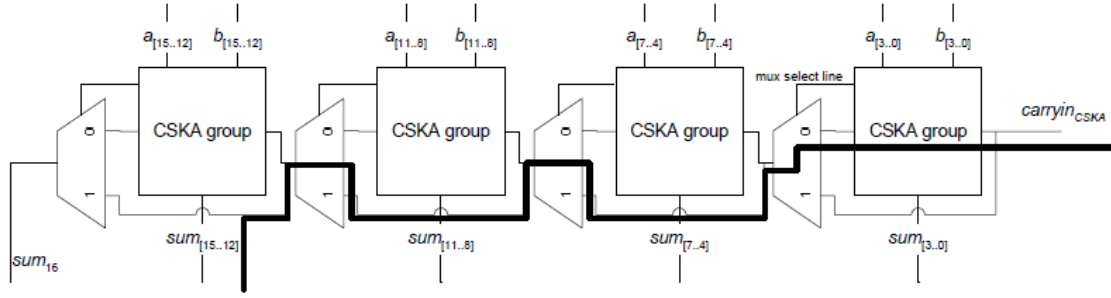 a[15..12] b[15..12] a[11..8] b[11..8] a[7..4] b[7..4] a[3..0] b[3..0]
mux select line
carryinCSKA
0 CSKA group 0 CSKA group 0 CSKA group 0 CSKA group
1 1 1 1
sum[15..12] sum[11..8] sum[7..4] sum[3..0]
sum16